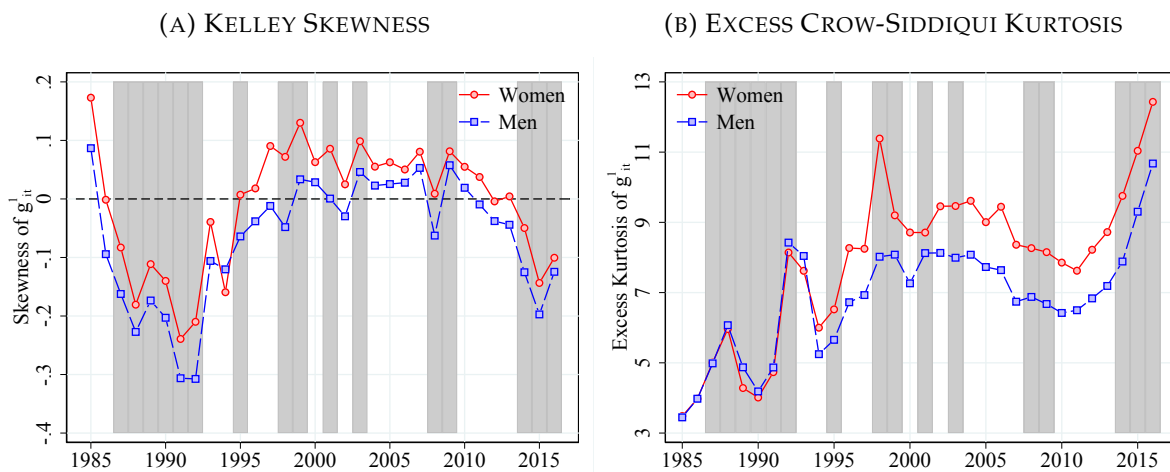 (A) KELLEY SKEWNESS
Skewness of g¹ᵢₜ
.2
.1
0
-.1
-.2
-.3
-.4
Women
Men
1985 1990 1995 2000 2005 2010 2015
(B) EXCESS CROW-SIDDIQUI KURTOSIS
Excess Kurtosis of g¹ᵢₜ
13
11
9
7
5
3
Women
Men
1985 1990 1995 2000 2005 2010 2015